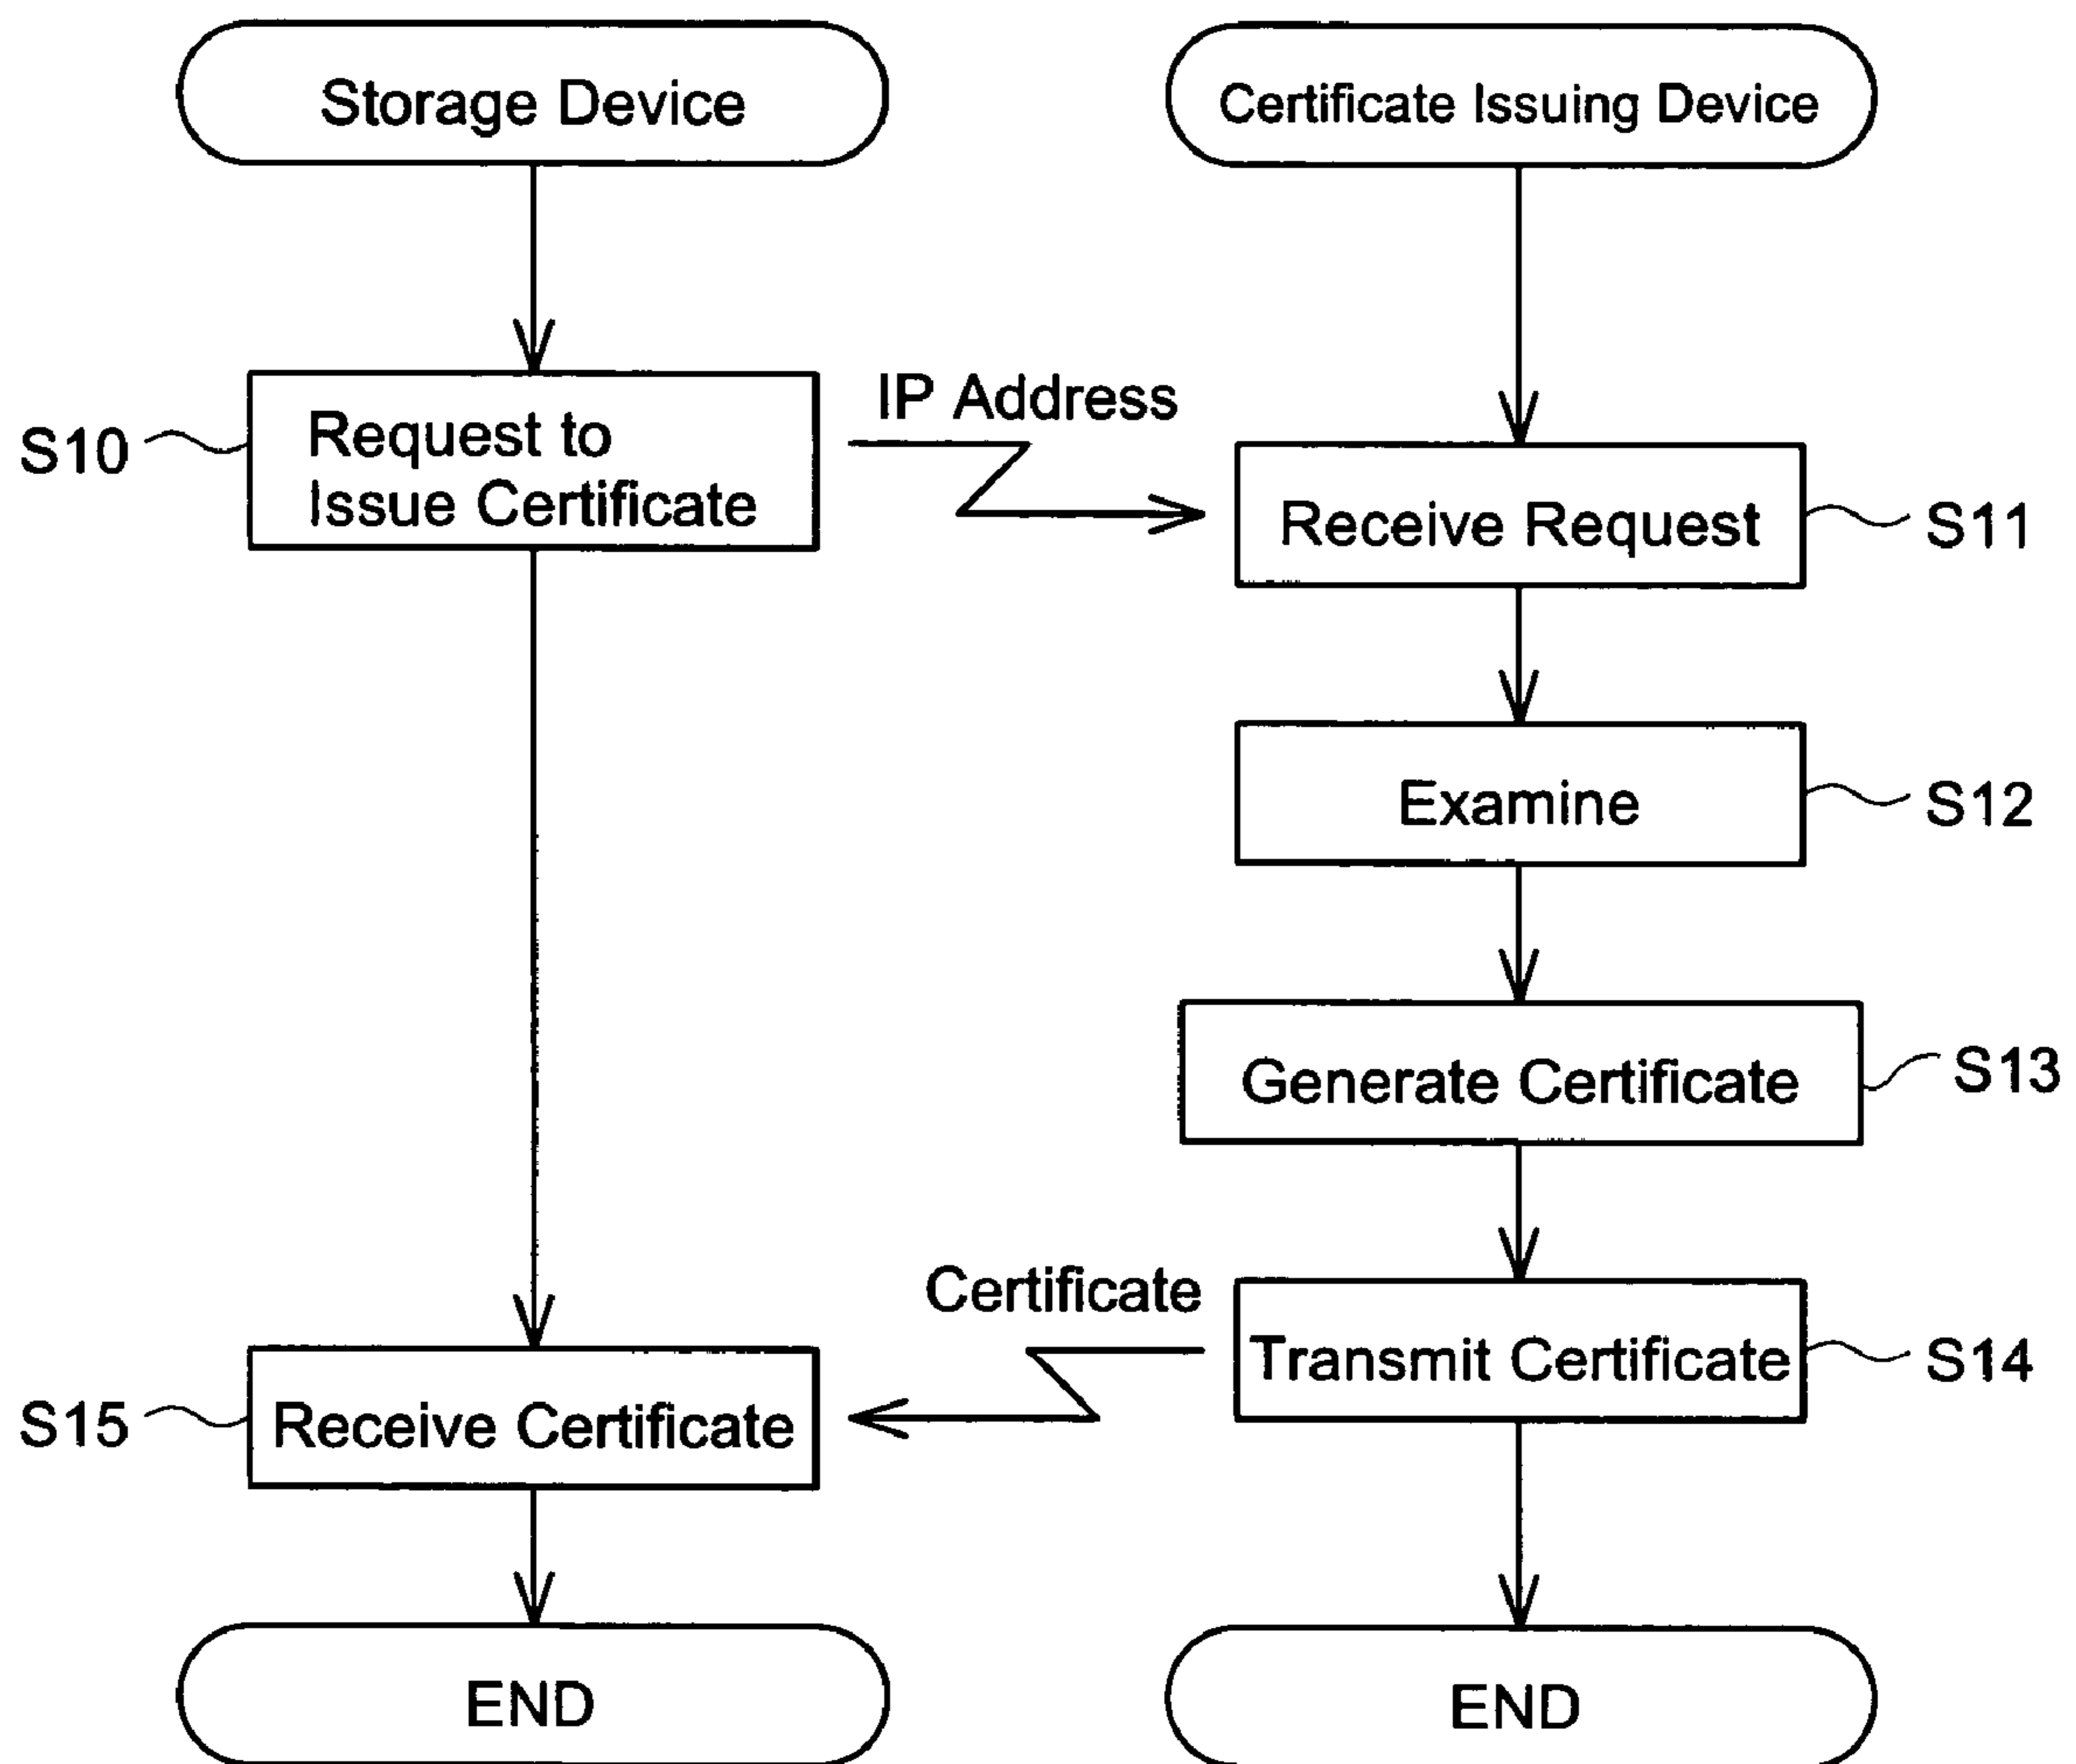 Storage Device
Certificate Issuing Device
IP Address
S10
Request to
Issue Certificate
Receive Request
S11
Examine
S12
Generate Certificate
S13
Certificate
Transmit Certificate
S14
S15
Receive Certificate
END
END